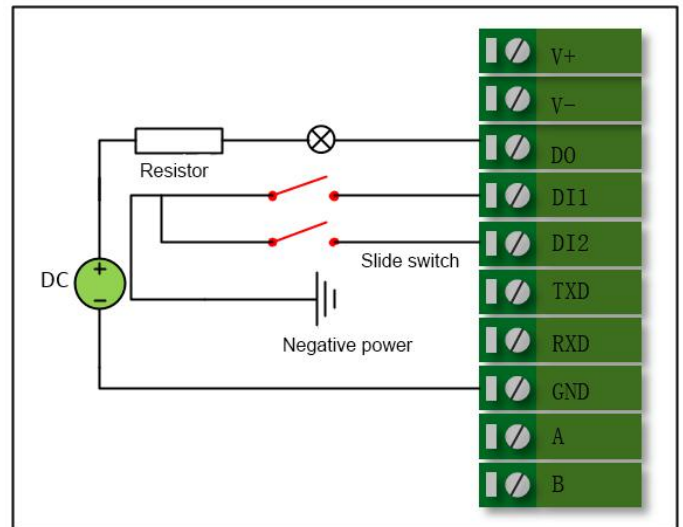 V+
V-
DO
Resistor
DI1
DI2
Slide switch
DC
+
-
TXD
Negative power
RXD
GND
A
B